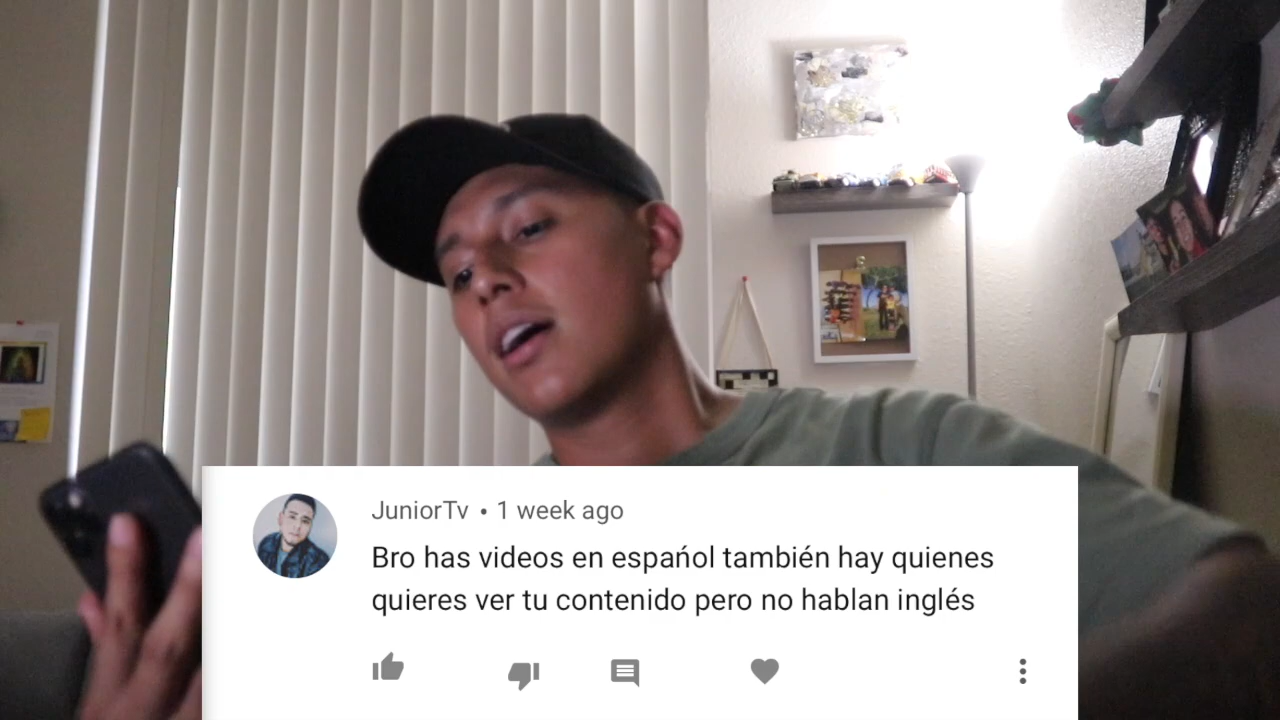 JuniorTv • 1 week ago
Bro has videos en espańol también hay quienes
quieres ver tu contenido pero no hablan inglés